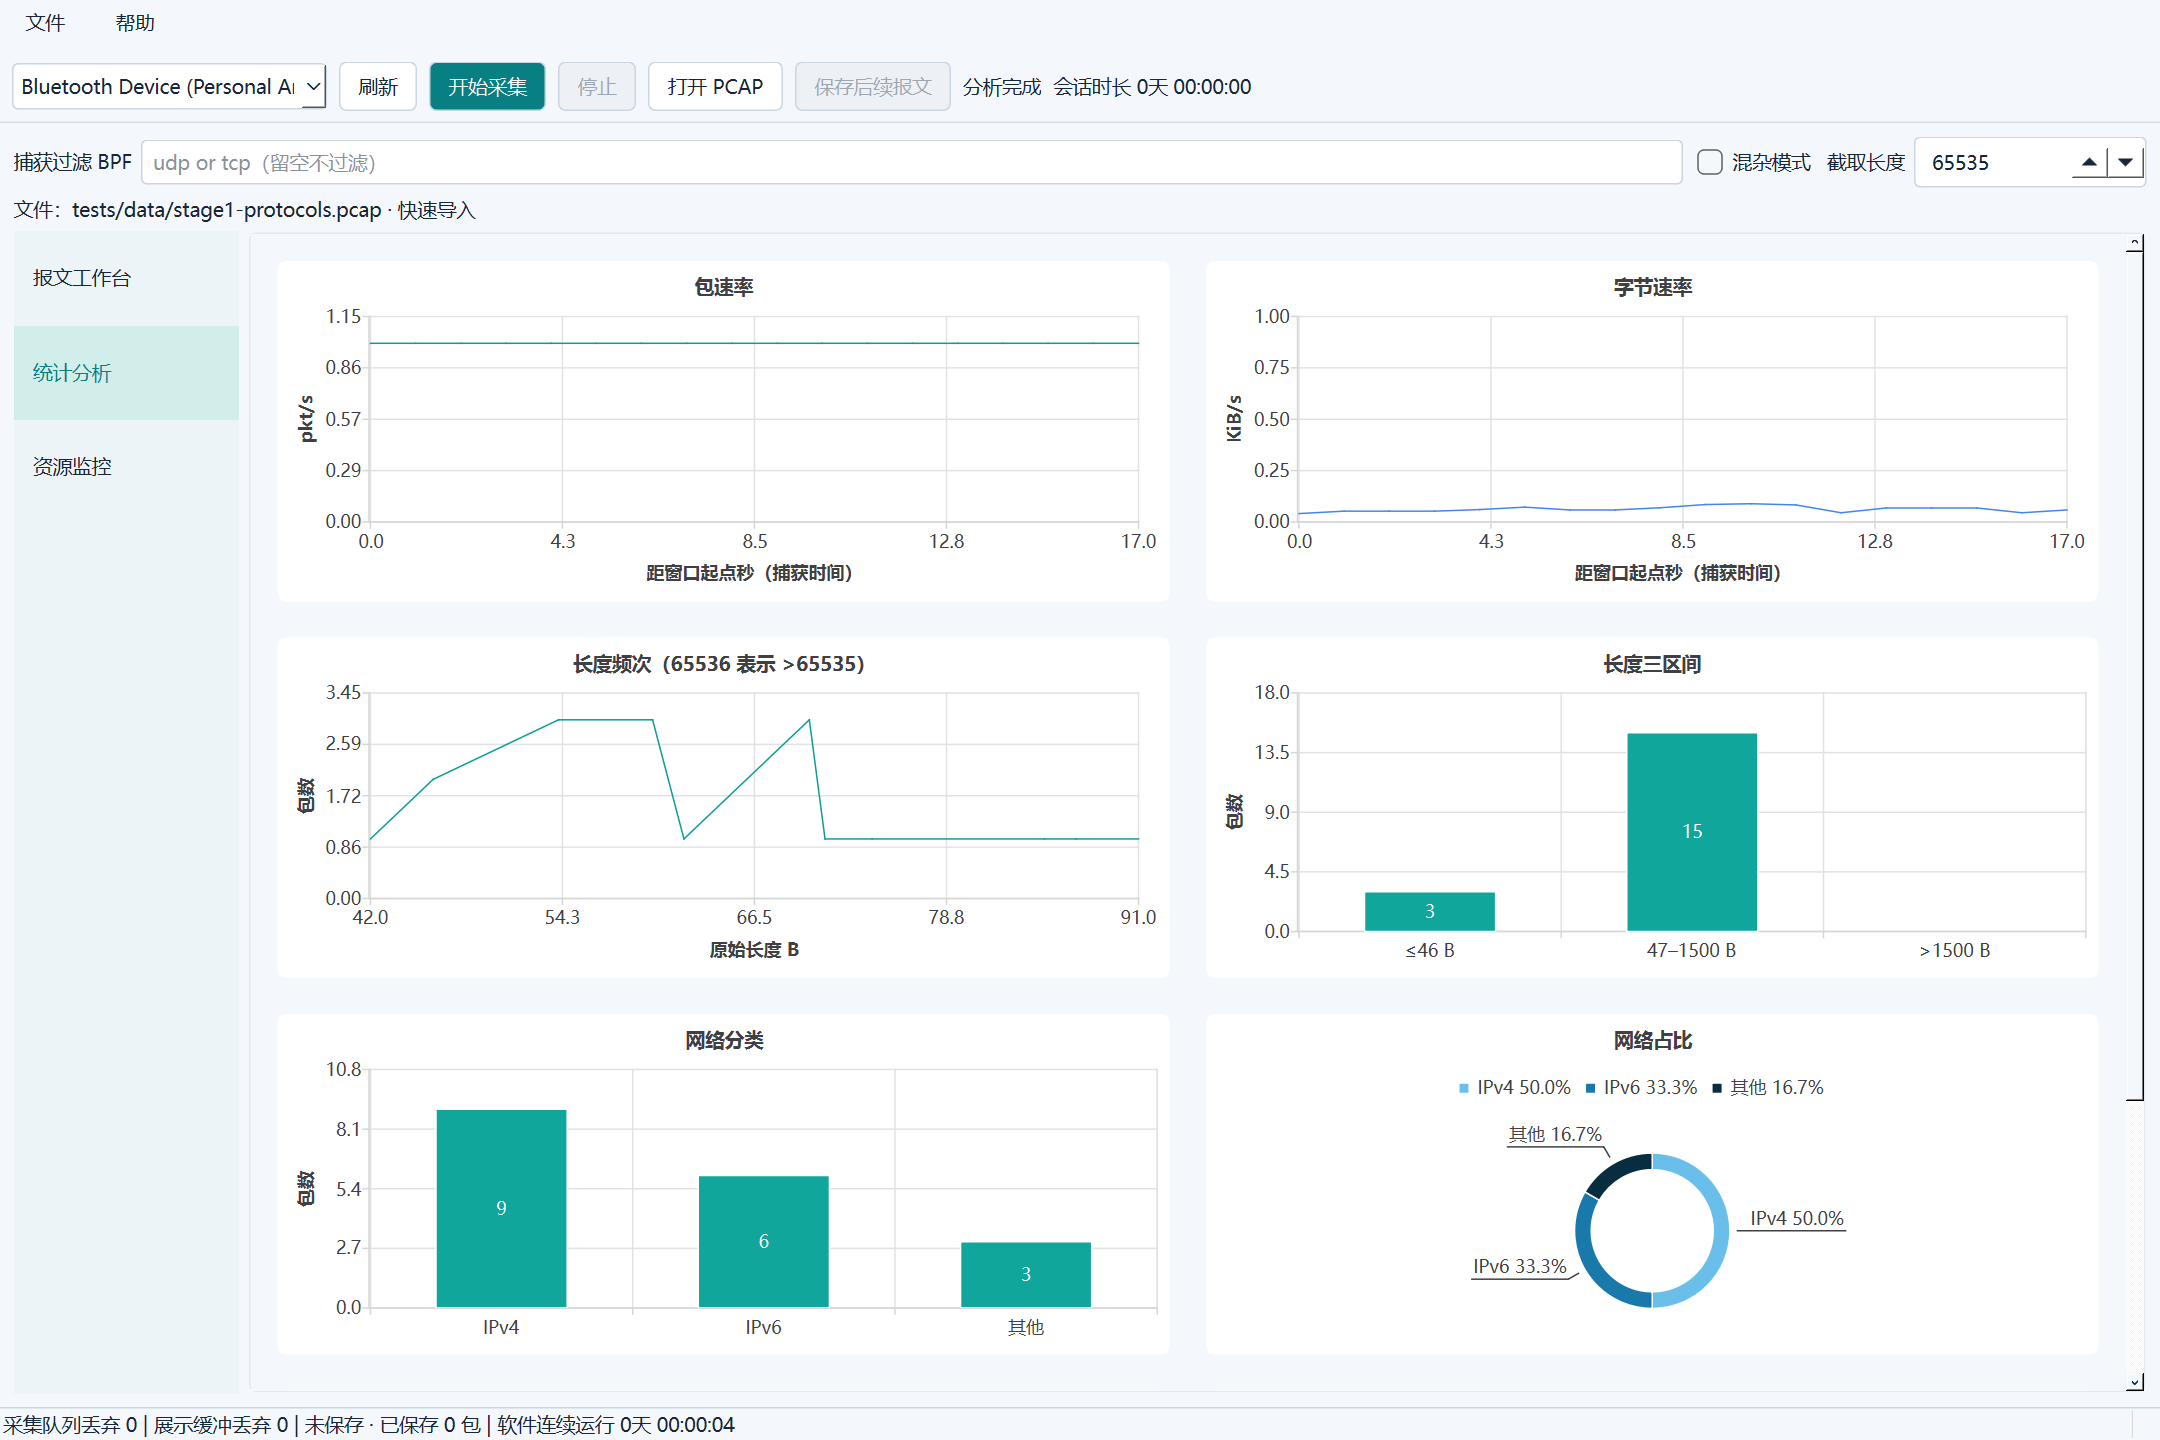 文件 帮助
Bluetooth Device (Personal Ar 刷新 开始采集 停止 打开 PCAP 保存后续报文 分析完成 会话时长 0天 00:00:00
捕获过滤 BPF udp or tcp（留空不过滤） 混杂模式 截取长度 65535
文件：tests/data/stage1-protocols.pcap · 快速导入
报文工作台
统计分析
资源监控
包速率
1.15
0.86
0.57
0.29
0.00
pkt/s
0.0 4.3 8.5 12.8 17.0
距窗口起点秒（捕获时间）
字节速率
1.00
0.75
0.50
0.25
0.00
KiB/s
0.0 4.3 8.5 12.8 17.0
距窗口起点秒（捕获时间）
长度频次（65536 表示 >65535）
3.45
2.59
1.72
0.86
0.00
包数
42.0 54.3 66.5 78.8 91.0
原始长度 B
长度三区间
18.0
13.5
9.0
4.5
0.0
包数
3 15
≤46 B 47–1500 B >1500 B
网络分类
10.8
8.1
5.4
2.7
0.0
包数
9 6 3
IPv4 IPv6 其他
网络占比
IPv4 50.0% IPv6 33.3% 其他 16.7%
其他 16.7%
IPv4 50.0%
IPv6 33.3%
采集队列丢弃 0 | 展示缓冲丢弃 0 | 未保存 · 已保存 0 包 | 软件连续运行 0天 00:00:04